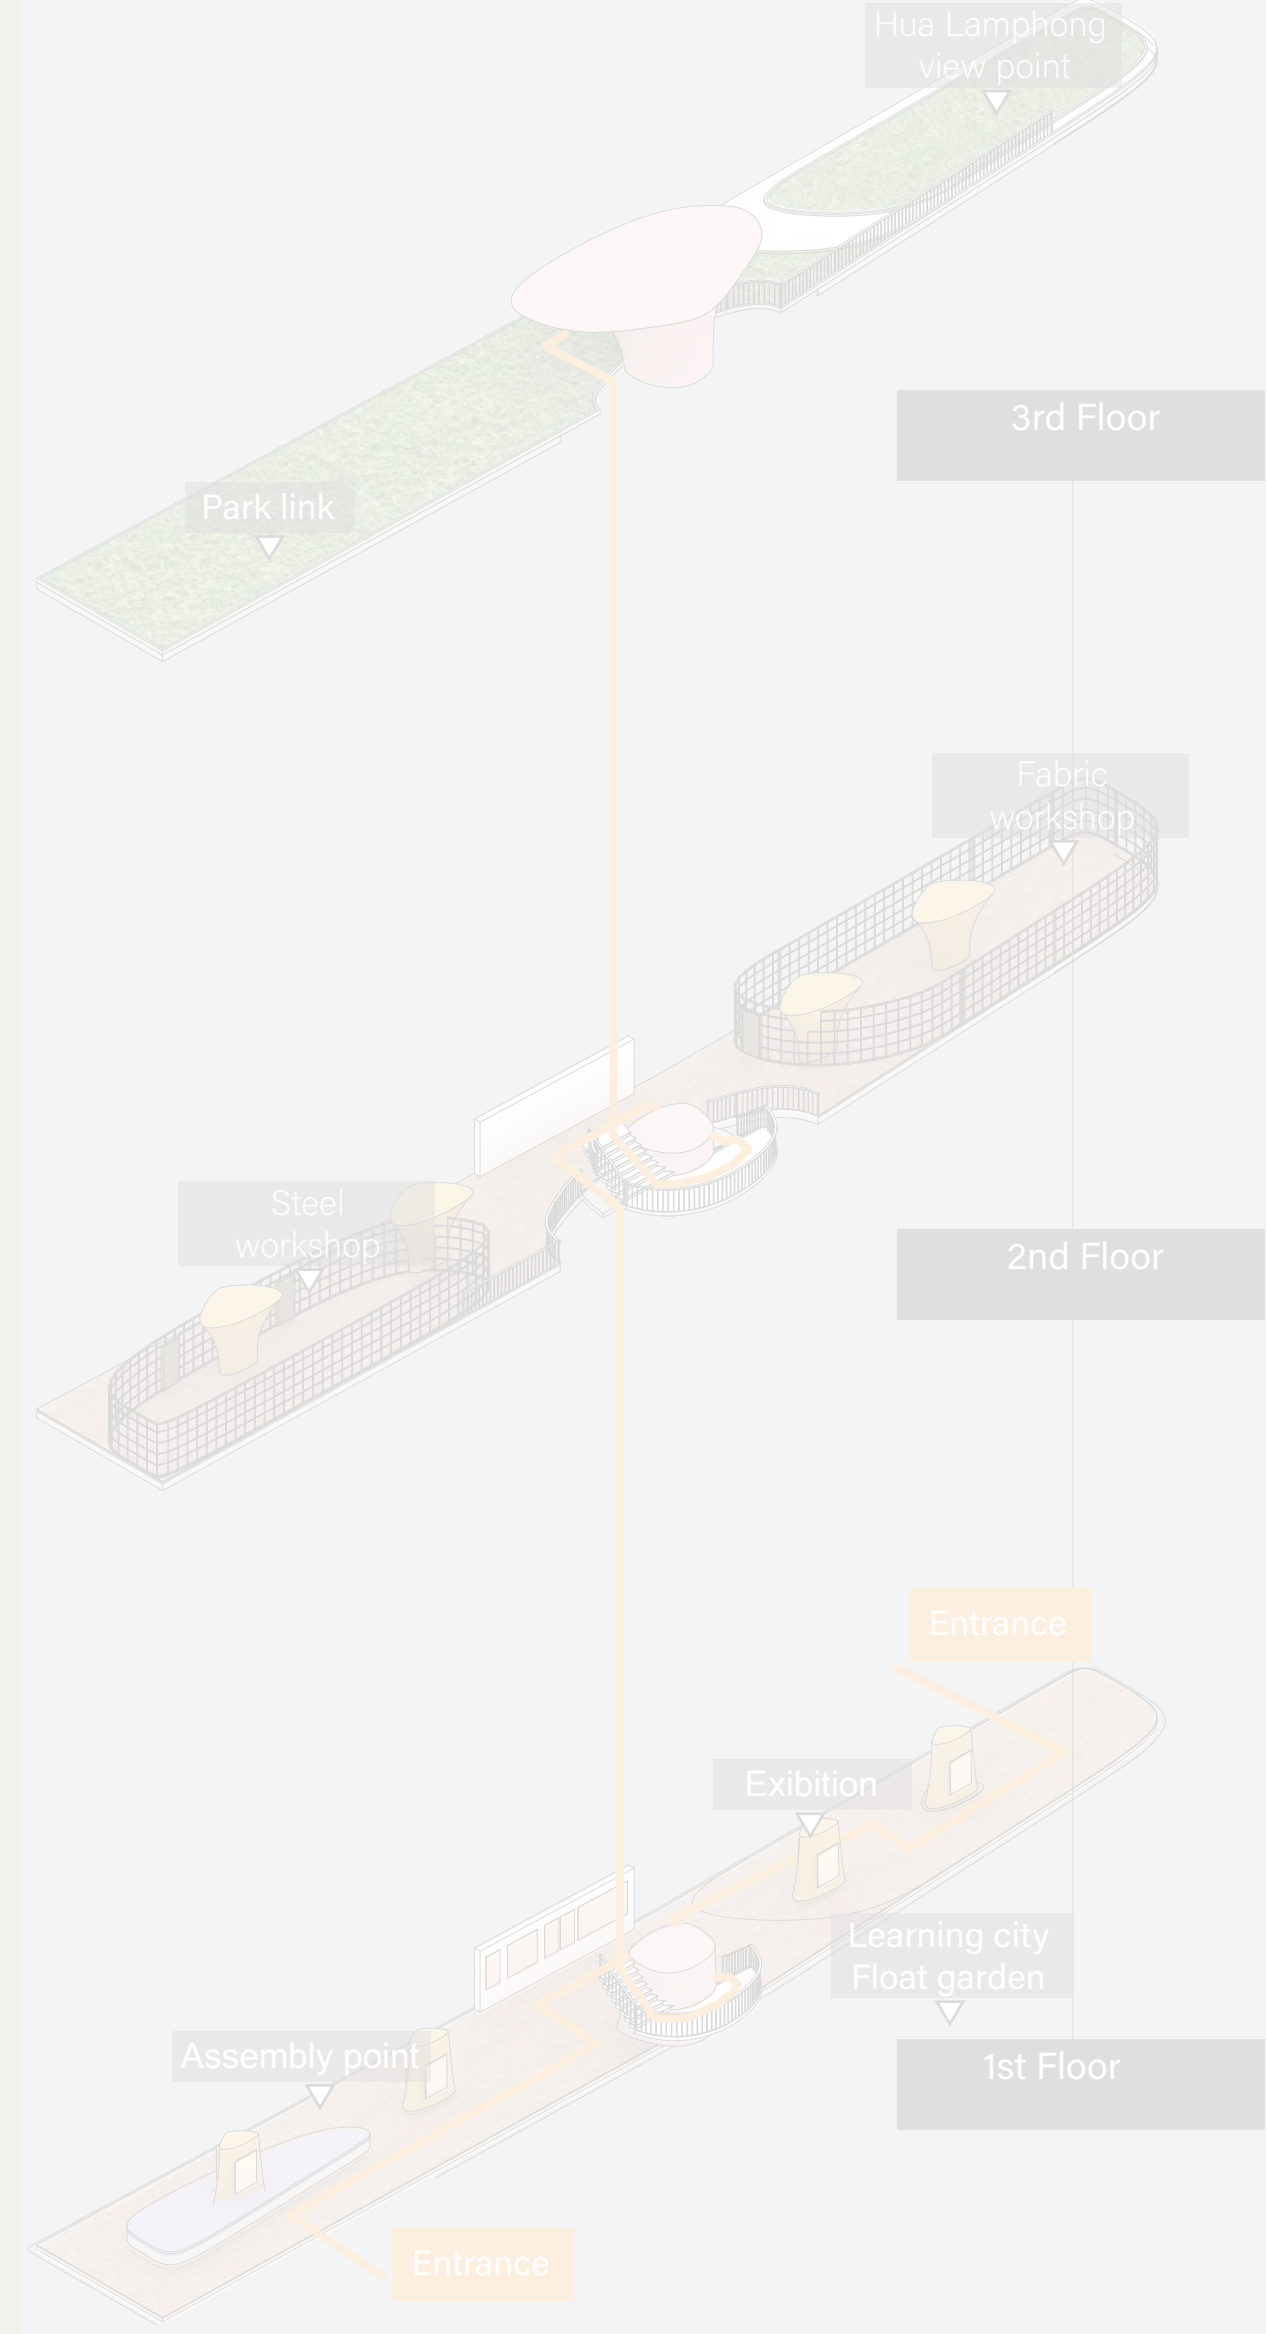 Hua Lamphong
view point
3rd Floor
Park link
Fabric
workshop
Steel
workshop
2nd Floor
Entrance
Exibition
Learning city
Float garden
Assembly point
1st Floor
Entrance